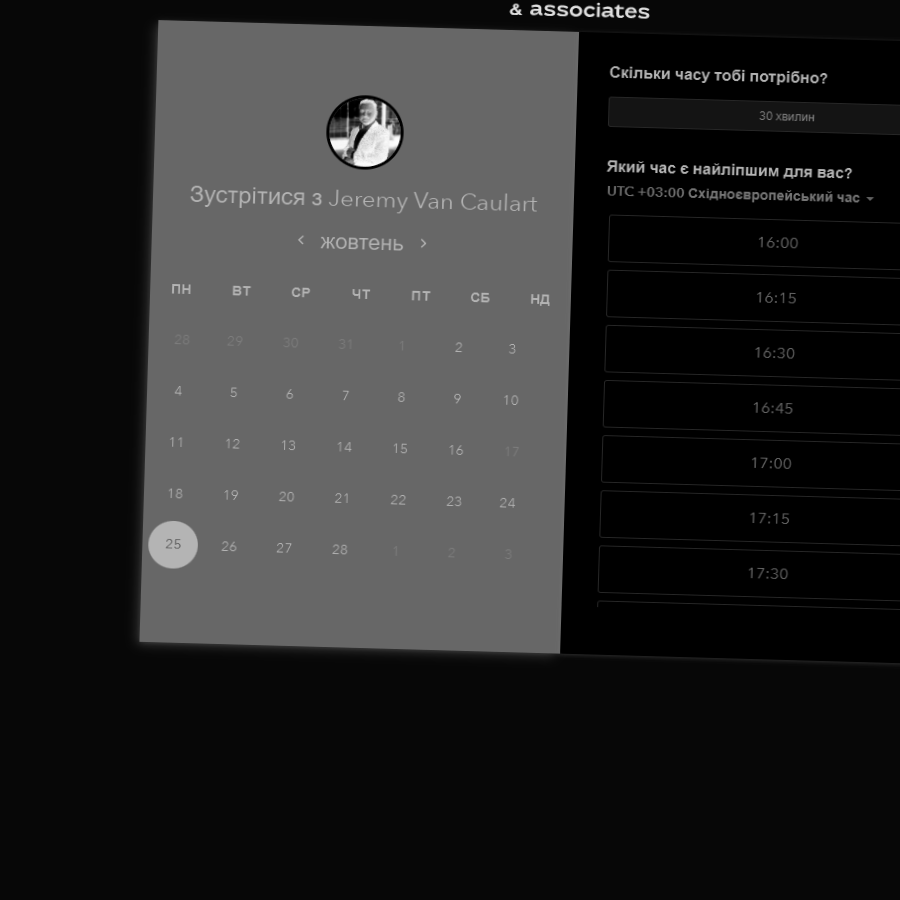 & associates
Зустрітися з Jeremy Van Caulart
жовтень
ПН ВТ СР ЧТ ПТ СБ НД
28 29 30 31 1 2 3
4 5 6 7 8 9 10
11 12 13 14 15 16 17
18 19 20 21 22 23 24
25 26 27 28 1 2 3
Скільки часу тобі потрібно?
30 хвилин
Який час є найліпшим для вас?
UTC +03:00 Східноєвропейський час
16:00
16:15
16:30
16:45
17:00
17:15
17:30